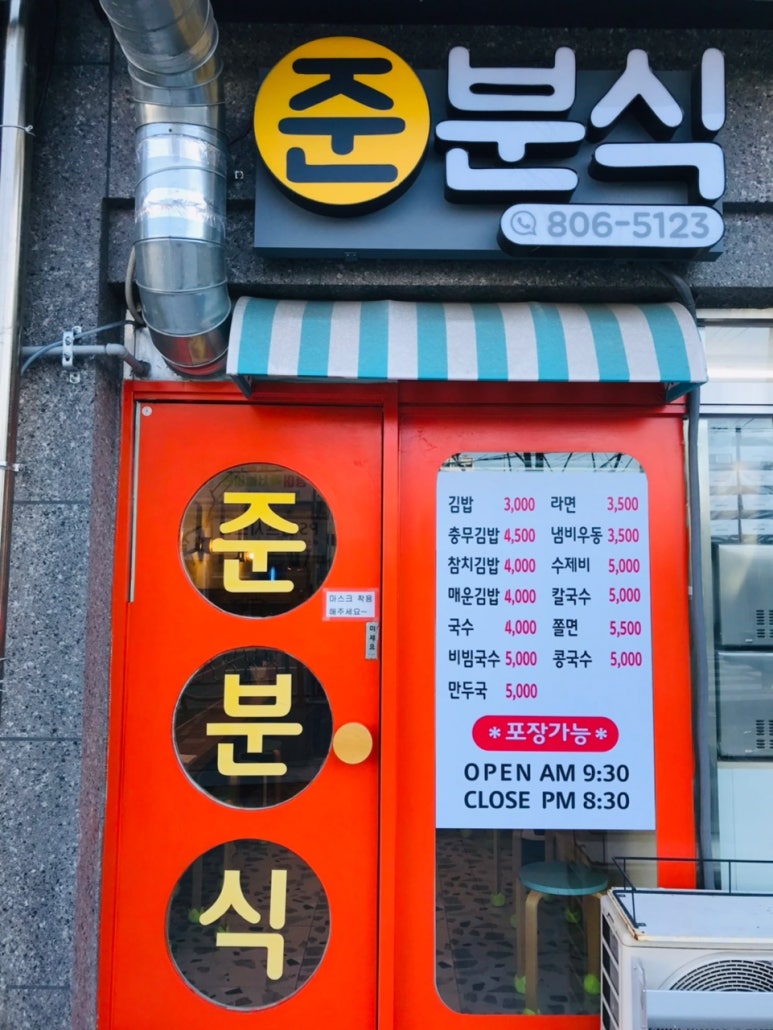 준분식
806-5123
준
분
식
마스크 착용
해주세요~
미세요
김밥 3,000 라면 3,500
충무김밥 4,500 냄비우동 3,500
참치김밥 4,000 수제비 5,000
매운김밥 4,000 칼국수 5,000
국수 4,000 쫄면 5,500
비빔국수 5,000 콩국수 5,000
만두국 5,000
*포장가능*
OPEN AM 9:30
CLOSE PM 8:30